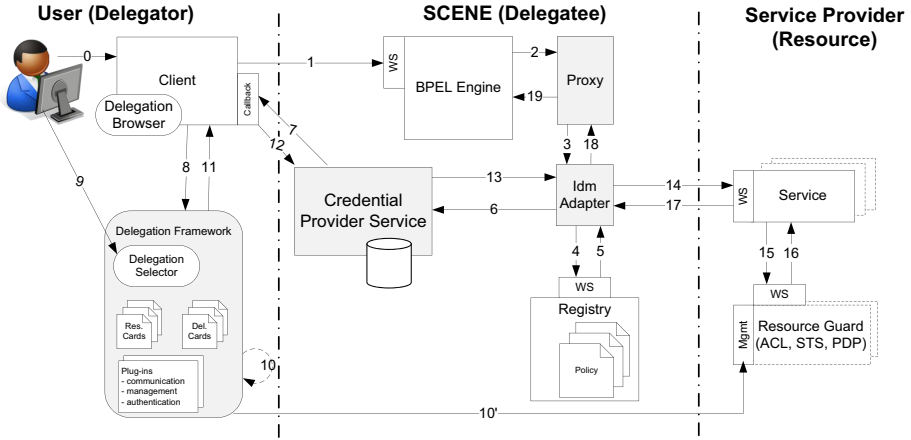 User (Delegator)
SCENE (Delegatee)
Service Provider
(Resource)
0
Client
Delegation
Browser
Callback
1
WS
BPEL Engine
2
19
Proxy
7
12
3
18
8
11
9
Credential
Provider Service
13
6
Idm
Adapter
14
17
WS
Service
4
5
15
16
Delegation Framework
Delegation
Selector
Res.
Cards
Del.
Cards
Plug-ins
- communication
- management
- authentication
10
WS
Registry
Policy
WS
Mgmt
Resource Guard
(ACL, STS, PDP)
10'